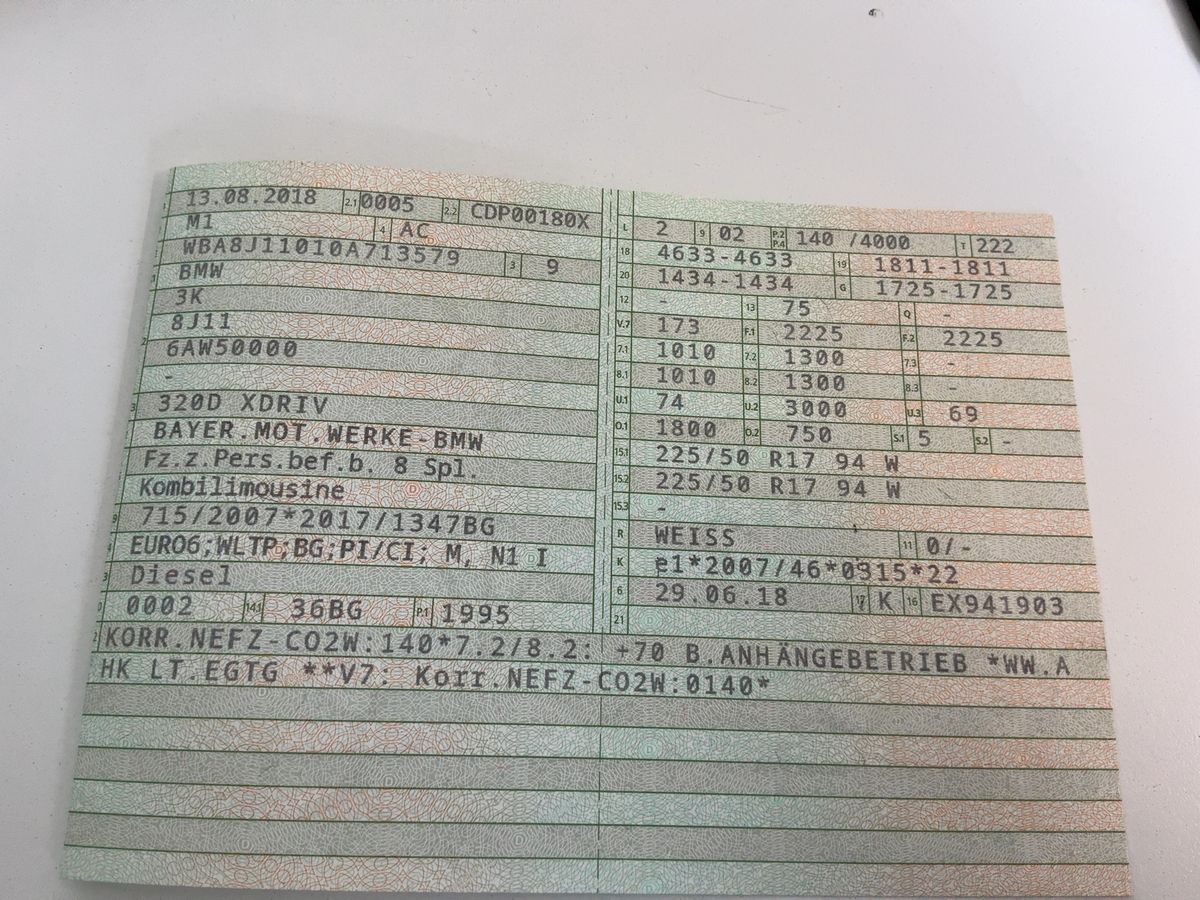 13.08.2018 2.1 0005 2.2 CDP00180X
M1 4 AC
WBA8J11010A713579 3 9
BMW
3K
8J11
6AW50000
-
320D XDRIV
BAYER.MOT.WERKE-BMW
Fz.z.Pers.bef.b. 8 Spl.
Kombilimousine
715/2007*2017/1347BG
EURO6;WLTP;BG;PI/CI; M, N1 I
Diesel
0002 14.1 36BG P.1 1995
L 2 9 02 P.2 P.4 140 /4000 T 222
18 4633-4633 19 1811-1811
20 1434-1434 G 1725-1725
12 - 13 75 Q -
V.7 173 F.1 2225 F.2 2225
7.1 1010 7.2 1300 7.3 -
8.1 1010 8.2 1300 8.3 -
U.1 74 U.2 3000 U.3 69
O.1 1800 O.2 750 S.1 5 S.2 -
15.1 225/50 R17 94 W
15.2 225/50 R17 94 W
15.3 -
R WEISS 11 0/-
K e1*2007/46*0315*22
6 29.06.18 17 K 16 EX941903
21
KORR.NEFZ-CO2W:140*7.2/8.2: +70 B.ANHÄNGEBETRIEB *WW.A
HK LT.EGTG **V7: Korr.NEFZ-CO2W:0140*